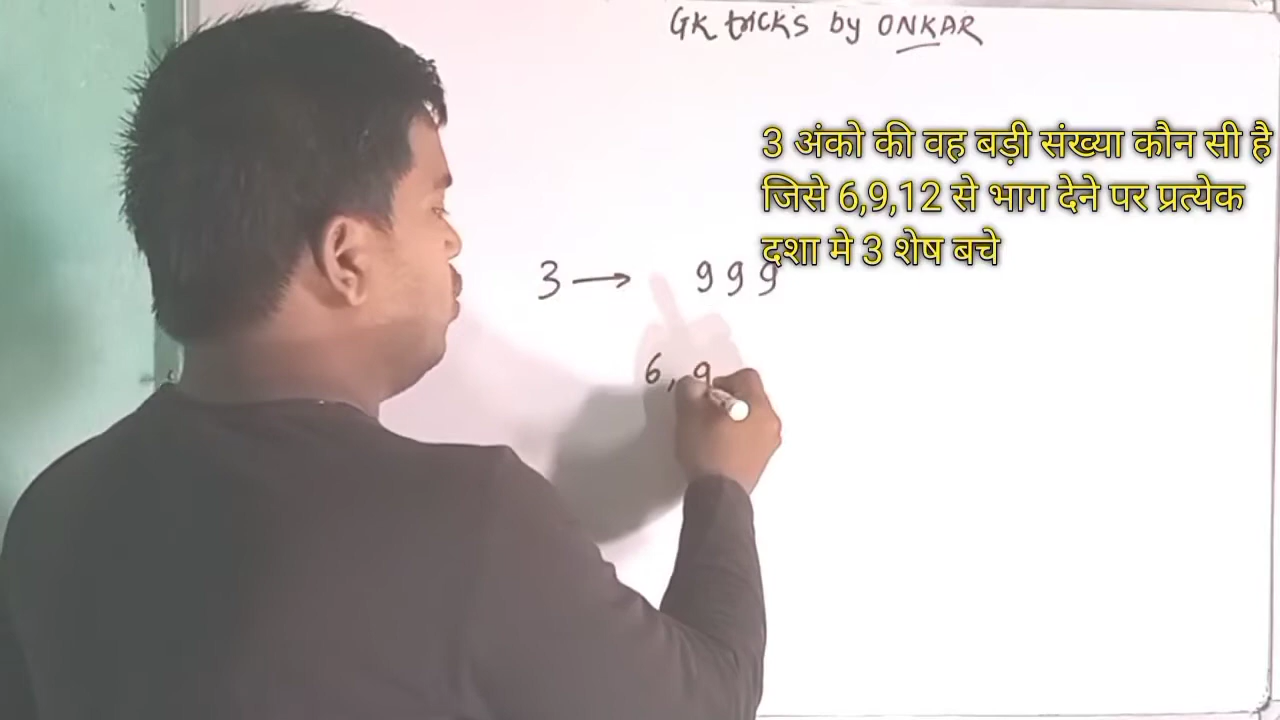 GK tricks by ONKAR
3 अंको की वह बड़ी संख्या कौन सी है
जिसे 6,9,12 से भाग देने पर प्रत्येक
दशा मे 3 शेष बचे
3 → 999
6, 9